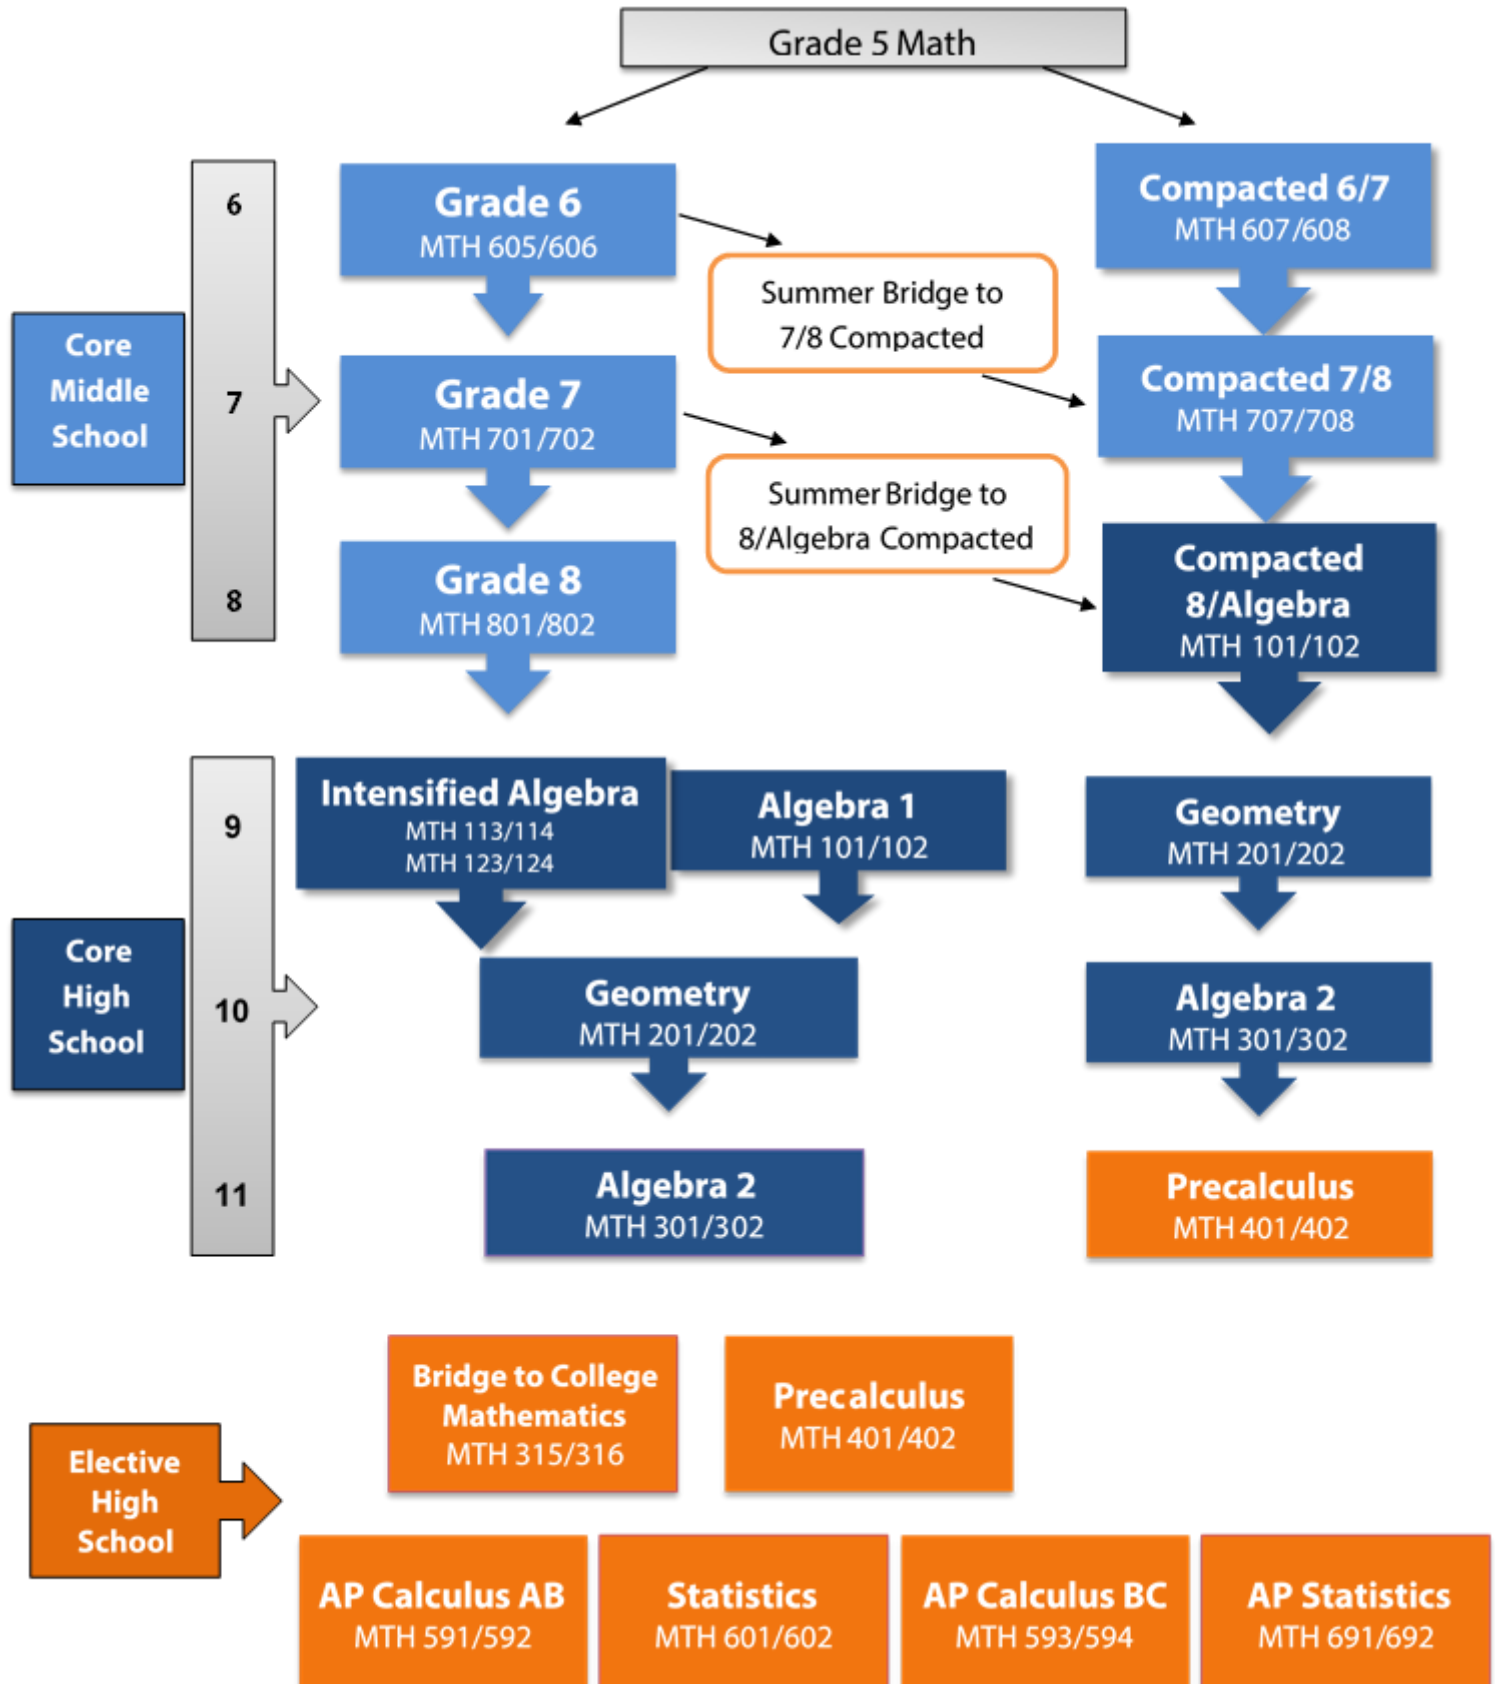 Grade 5 Math
6
Grade 6
MTH 605/606
Compacted 6/7
MTH 607/608
Summer Bridge to
7/8 Compacted
Core
Middle
School
7
Grade 7
MTH 701/702
Compacted 7/8
MTH 707/708
Summer Bridge to
8/Algebra Compacted
8
Grade 8
MTH 801/802
Compacted
8/Algebra
MTH 101/102
9
Intensified Algebra
MTH 113/114
MTH 123/124
Algebra 1
MTH 101/102
Geometry
MTH 201/202
Core
High
School
10
Geometry
MTH 201/202
Algebra 2
MTH 301/302
11
Algebra 2
MTH 301/302
Precalculus
MTH 401/402
Bridge to College
Mathematics
MTH 315/316
Precalculus
MTH 401/402
Elective
High
School
AP Calculus AB
MTH 591/592
Statistics
MTH 601/602
AP Calculus BC
MTH 593/594
AP Statistics
MTH 691/692